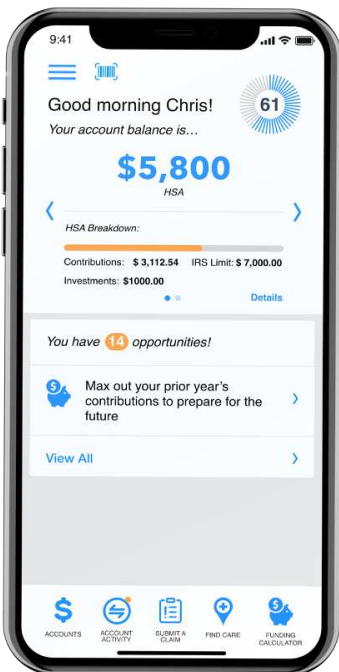 9:41
Good morning Chris!
61
Your account balance is...
$5,800
HSA
HSA Breakdown:
Contributions: $ 3,112.54 IRS Limit: $ 7,000.00
Investments: $1000.00
Details
You have 14 opportunities!
Max out your prior year's
contributions to prepare for the
future
View All
ACCOUNTS
ACCOUNT
ACTIVITY
SUBMIT A
CLAIM
FIND CARE
FUNDING
CALCULATOR